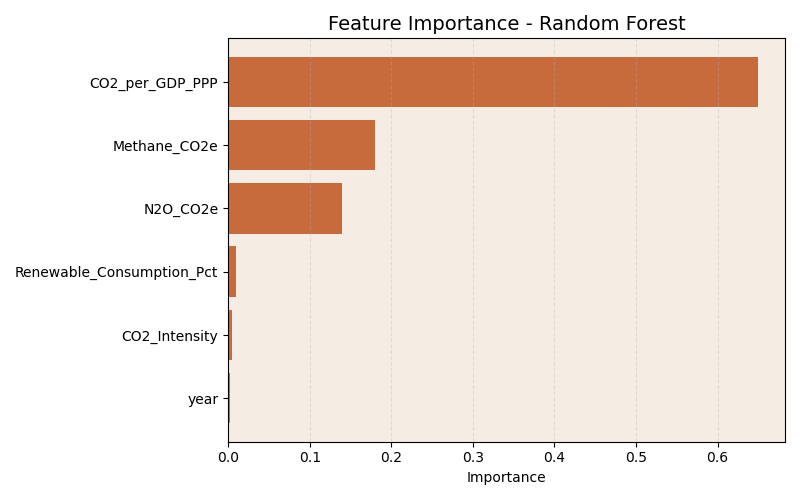 Feature Importance - Random Forest
CO2_per_GDP_PPP
Methane_CO2e
N2O_CO2e
Renewable_Consumption_Pct
CO2_Intensity
year
0.0 0.1 0.2 0.3 0.4 0.5 0.6
Importance